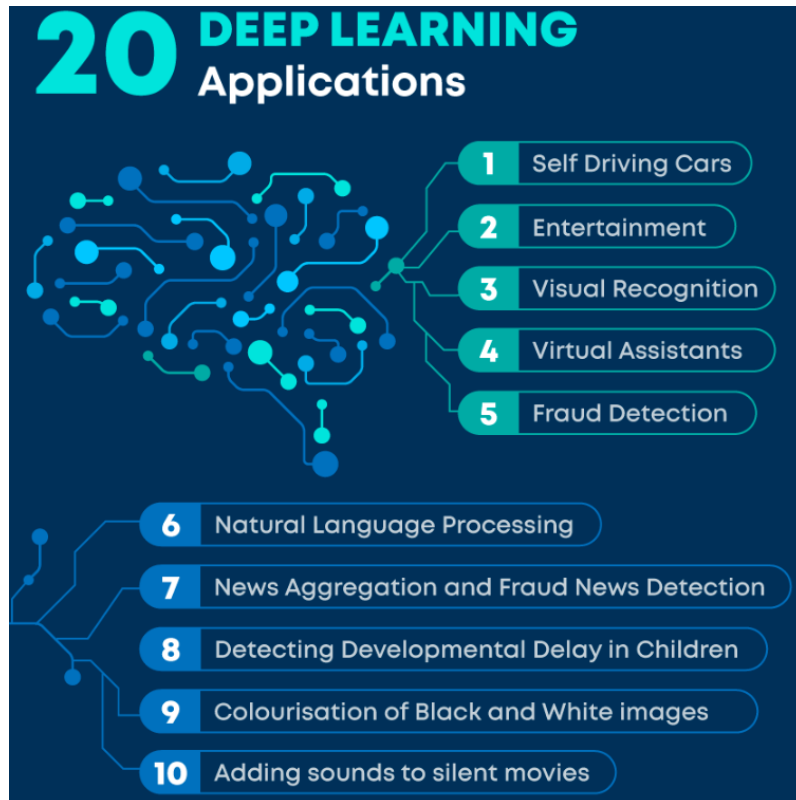 20 DEEP LEARNING
Applications
1 Self Driving Cars
2 Entertainment
3 Visual Recognition
4 Virtual Assistants
5 Fraud Detection
6 Natural Language Processing
7 News Aggregation and Fraud News Detection
8 Detecting Developmental Delay in Children
9 Colourisation of Black and White images
10 Adding sounds to silent movies